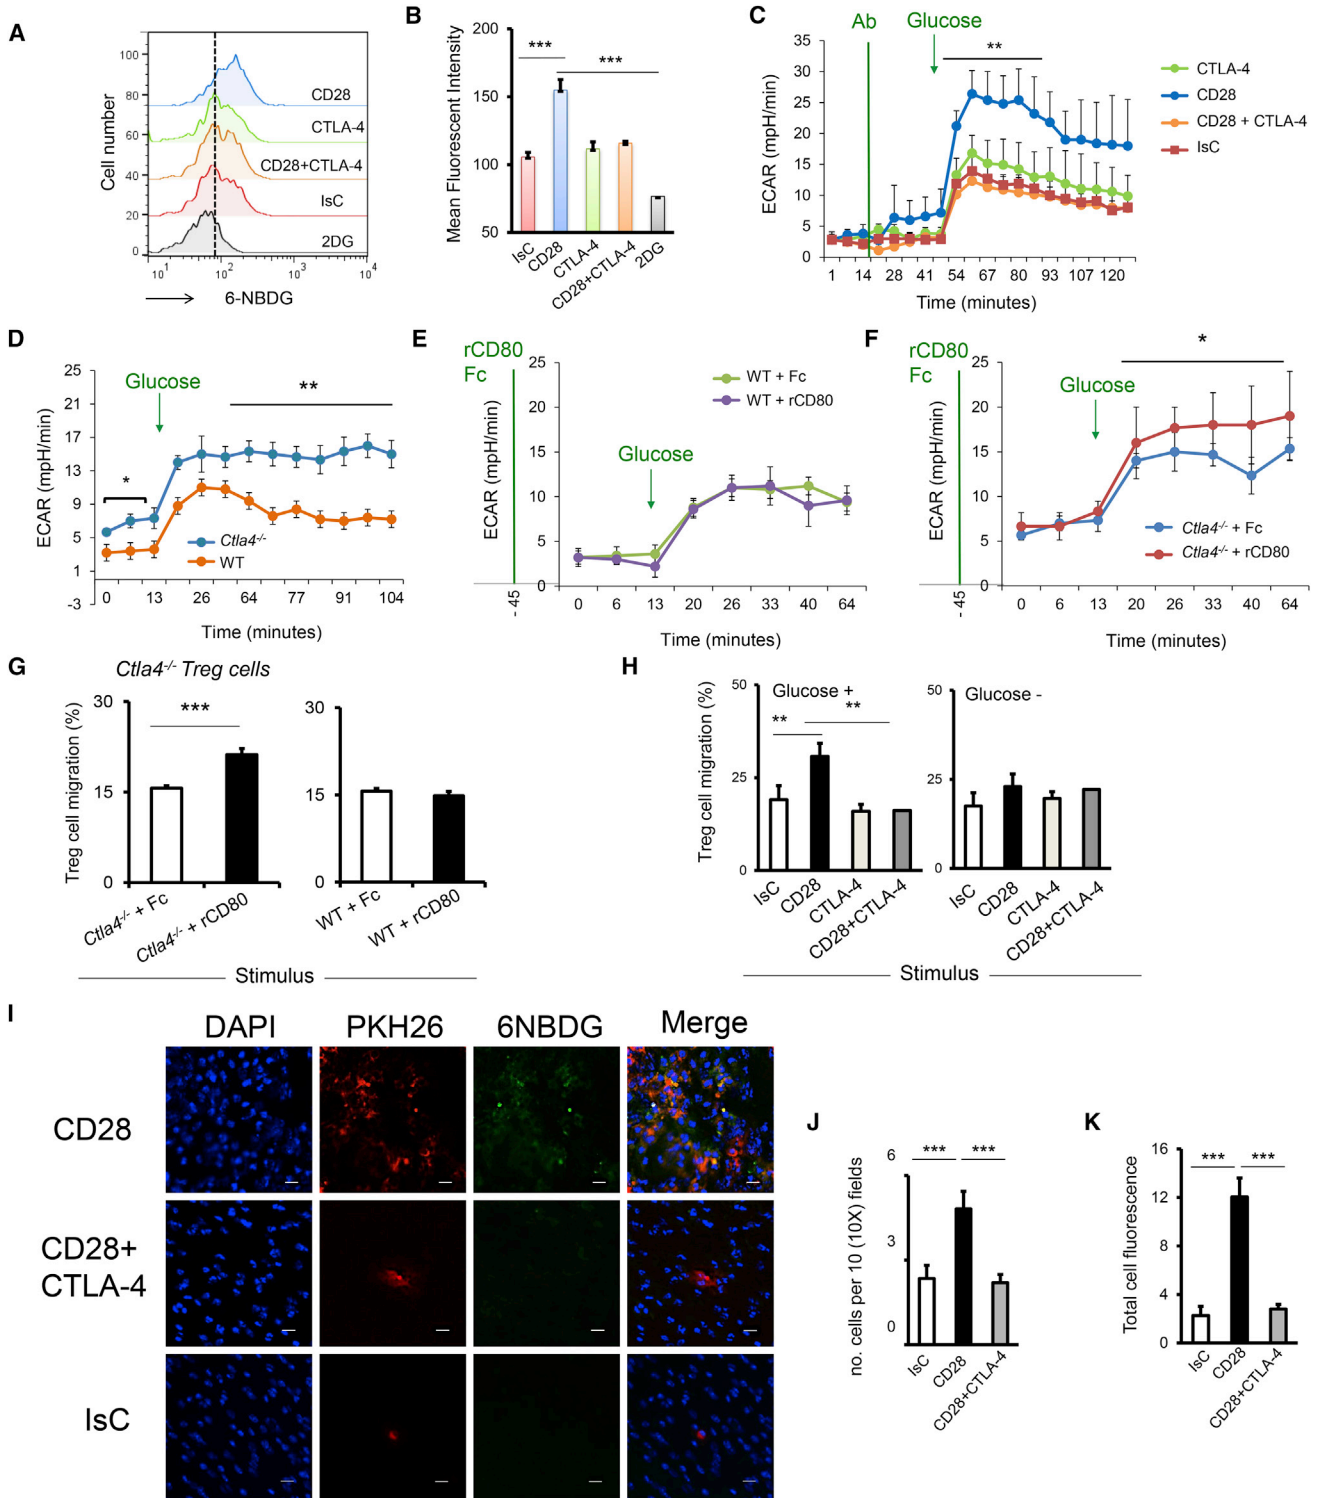 A
100
80
60
40
20
0
Cell number
CD28
CTLA-4
CD28+CTLA-4
IsC
2DG
10¹ 10² 10³ 10⁴
6-NBDG
B
***
***
200
150
100
50
Mean Fluorescent Intensity
IsC CD28 CTLA-4 CD28+CTLA-4 2DG
C
Ab
Glucose
**
35
30
25
20
15
10
5
0
ECAR (mpH/min)
1 14 28 41 54 67 80 93 107 120
Time (minutes)
CTLA-4
CD28
CD28 + CTLA-4
IsC
D
Glucose
*
**
25
21
17
13
9
5
1
-3
ECAR (mpH/min)
Ctla4-/-
WT
0 13 26 64 77 91 104
Time (minutes)
E
rCD80
Fc
Glucose
25
20
15
10
5
0
ECAR (mpH/min)
WT + Fc
WT + rCD80
- 45
0 6 13 20 26 33 40 64
Time (minutes)
F
rCD80
Fc
Glucose
*
25
20
15
10
5
0
ECAR (mpH/min)
Ctla4-/- + Fc
Ctla4-/- + rCD80
- 45
0 6 13 20 26 33 40 64
Time (minutes)
G
Ctla4-/- Treg cells
***
30
15
0
Treg cell migration (%)
Ctla4-/- + Fc
Ctla4-/- + rCD80
30
15
0
WT + Fc
WT + rCD80
Stimulus
H
Glucose +
**
**
50
25
0
Treg cell migration (%)
IsC CD28 CTLA-4 CD28+CTLA-4
Glucose -
50
25
0
IsC CD28 CTLA-4 CD28+CTLA-4
Stimulus
I
DAPI PKH26 6NBDG Merge
CD28
CD28+
CTLA-4
IsC
J
*** ***
6
3
0
no. cells per 10 (10X) fields
IsC CD28 CD28+CTLA-4
K
*** ***
16
12
8
4
0
Total cell fluorescence
IsC CD28 CD28+CTLA-4